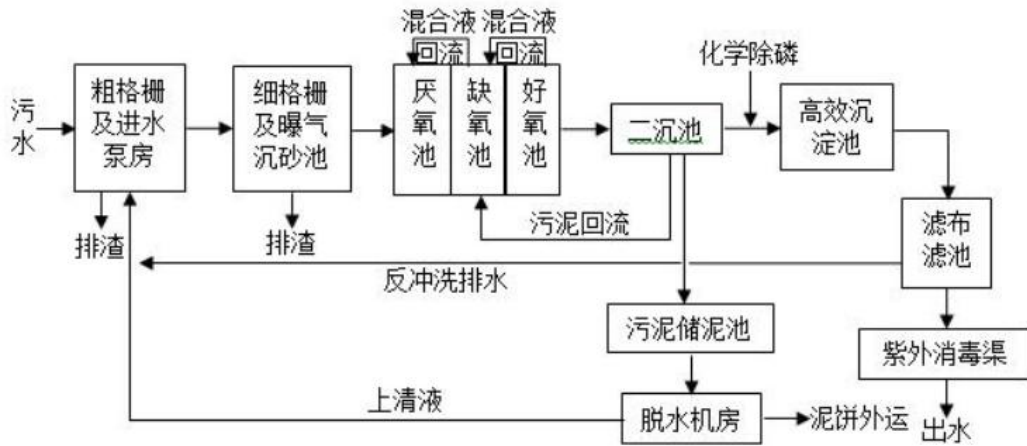 混合液
回流
混合液
回流
化学除磷
污
水
粗格栅
及进水
泵房
细格栅
及曝气
沉砂池
厌
氧
池
缺
氧
池
好
氧
池
二沉池
高效沉
淀池
排渣
排渣
污泥回流
滤布
滤池
反冲洗排水
污泥储泥池
紫外消毒渠
上清液
脱水机房
泥饼外运
出水